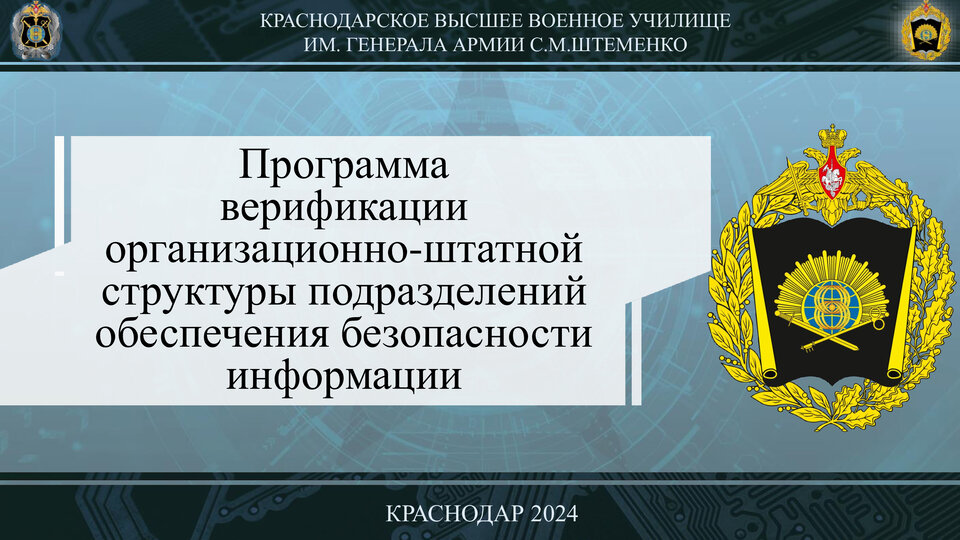 КРАСНОДАРСКОЕ ВЫСШЕЕ ВОЕННОЕ УЧИЛИЩЕ
ИМ. ГЕНЕРАЛА АРМИИ С.М.ШТЕМЕНКО
Программа
верификации
организационно-штатной
структуры подразделений
обеспечения безопасности
информации
КРАСНОДАР 2024